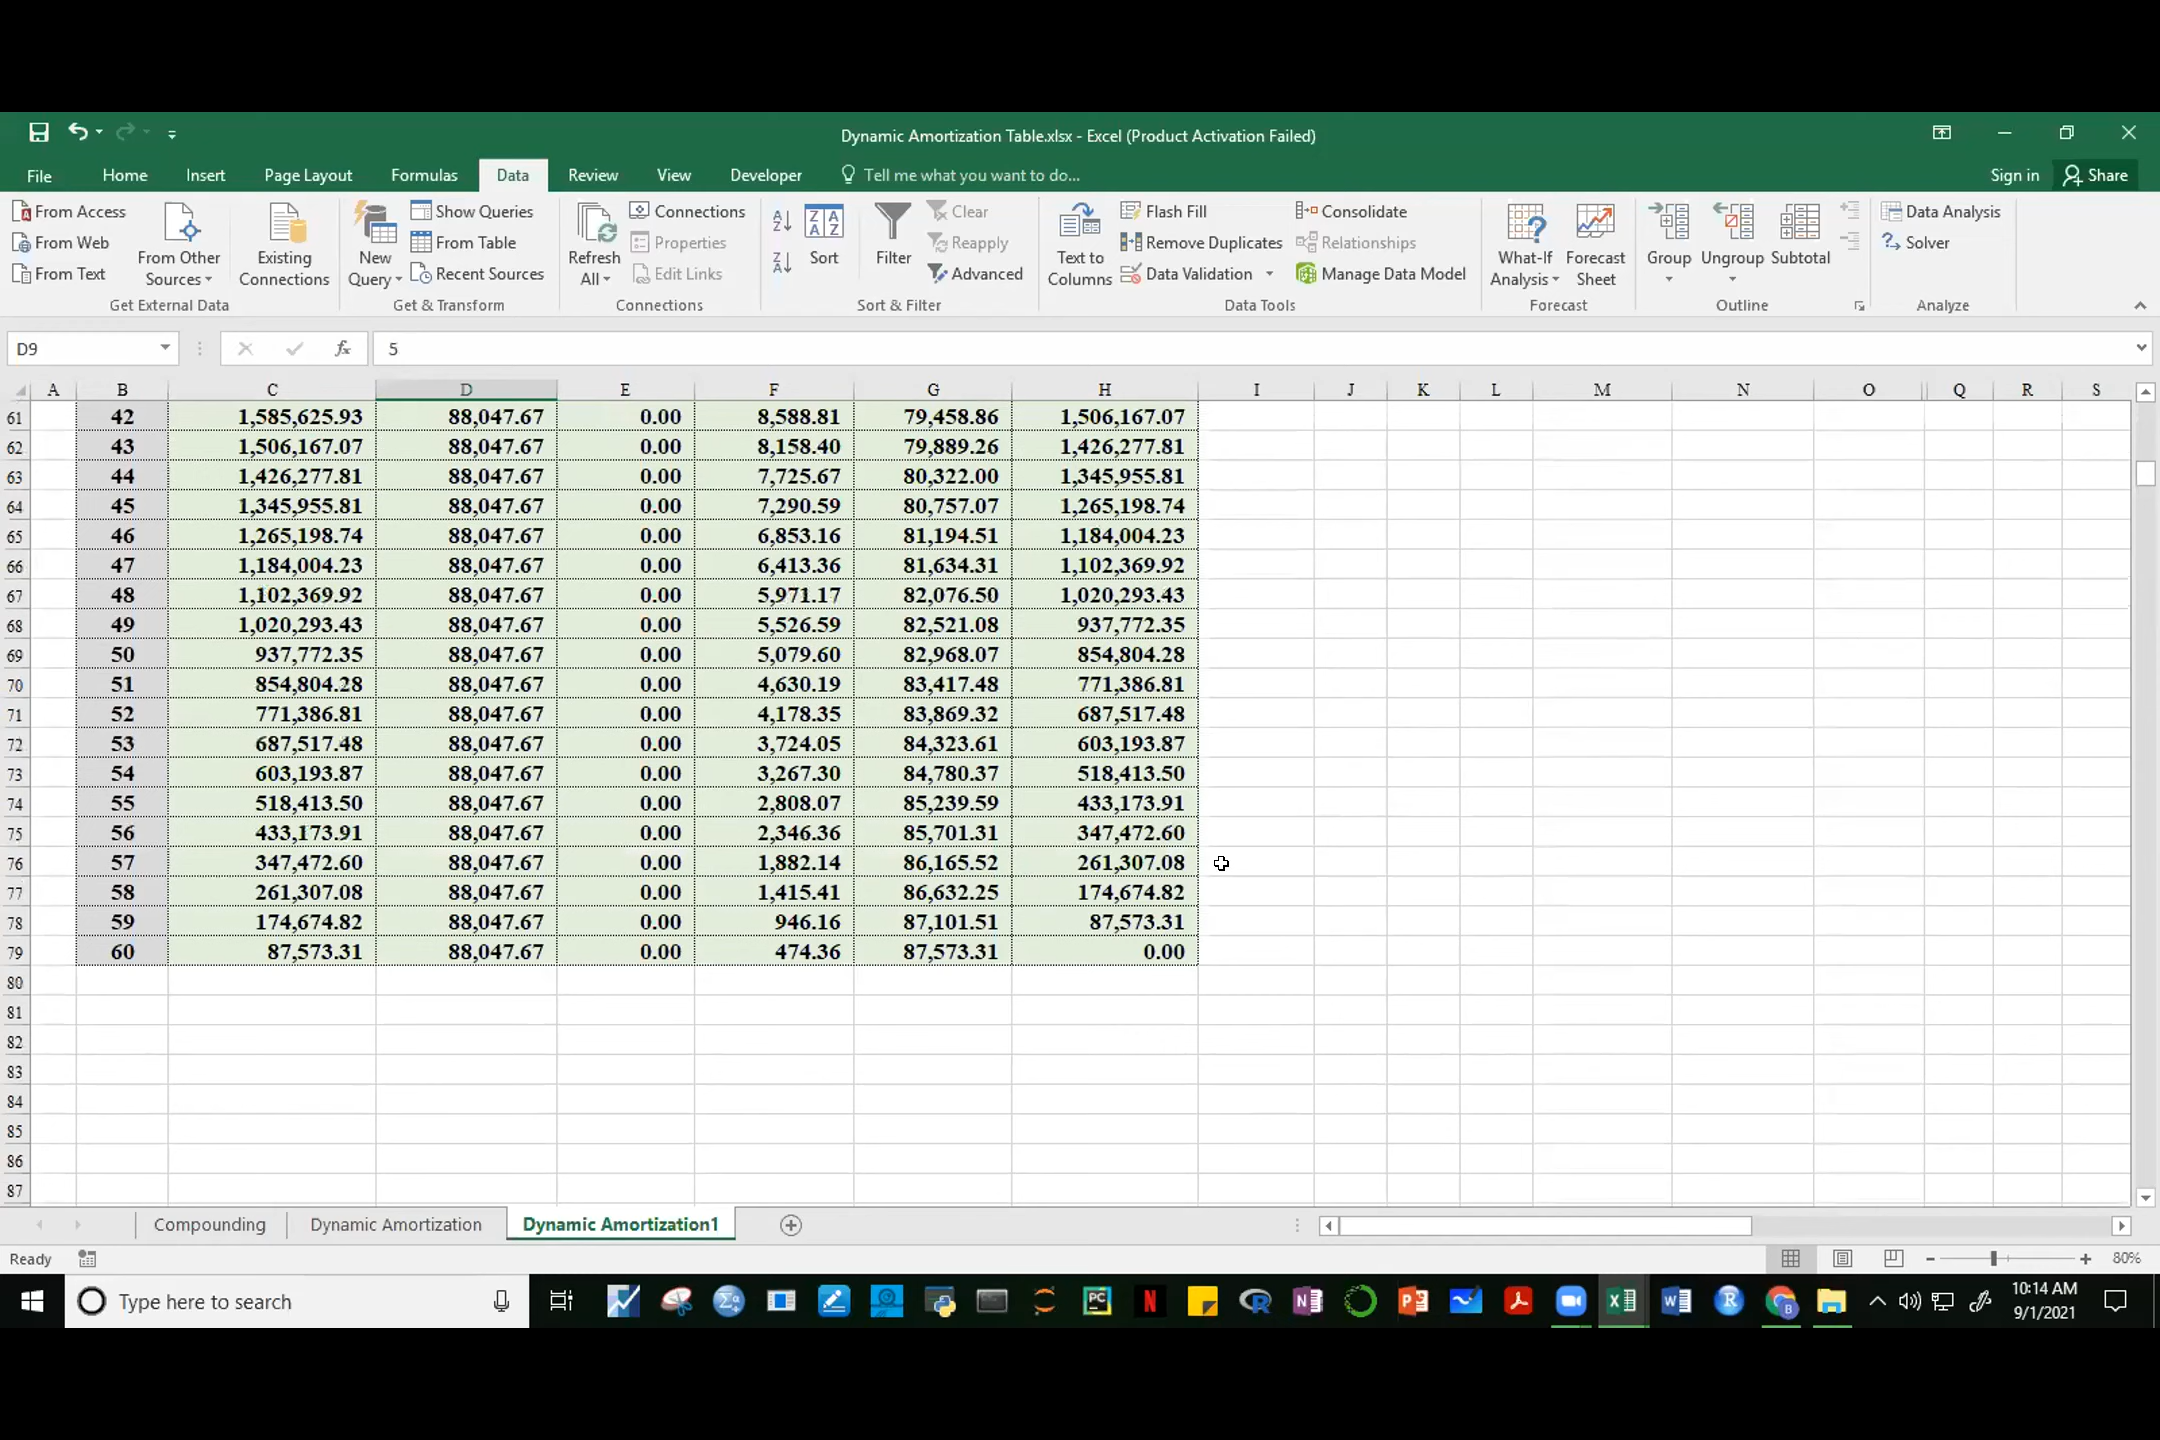 Dynamic Amortization Table.xlsx - Excel (Product Activation Failed)
File Home Insert Page Layout Formulas Data Review View Developer Tell me what you want to do... Sign in Share
From Access
From Web
From Text
From Other Sources
Existing Connections
Get External Data
New Query
Show Queries
From Table
Recent Sources
Get & Transform
Refresh All
Connections
Properties
Edit Links
Connections
Sort
Filter
Clear
Reapply
Advanced
Sort & Filter
Text to Columns
Flash Fill
Remove Duplicates
Data Validation
Consolidate
Relationships
Manage Data Model
Data Tools
What-If Analysis
Forecast Sheet
Forecast
Group
Ungroup
Subtotal
Outline
Data Analysis
Solver
Analyze
D9 fx 5
A B C D E F G H I J K L M N O Q R S
61 42 1,585,625.93 88,047.67 0.00 8,588.81 79,458.86 1,506,167.07
62 43 1,506,167.07 88,047.67 0.00 8,158.40 79,889.26 1,426,277.81
63 44 1,426,277.81 88,047.67 0.00 7,725.67 80,322.00 1,345,955.81
64 45 1,345,955.81 88,047.67 0.00 7,290.59 80,757.07 1,265,198.74
65 46 1,265,198.74 88,047.67 0.00 6,853.16 81,194.51 1,184,004.23
66 47 1,184,004.23 88,047.67 0.00 6,413.36 81,634.31 1,102,369.92
67 48 1,102,369.92 88,047.67 0.00 5,971.17 82,076.50 1,020,293.43
68 49 1,020,293.43 88,047.67 0.00 5,526.59 82,521.08 937,772.35
69 50 937,772.35 88,047.67 0.00 5,079.60 82,968.07 854,804.28
70 51 854,804.28 88,047.67 0.00 4,630.19 83,417.48 771,386.81
71 52 771,386.81 88,047.67 0.00 4,178.35 83,869.32 687,517.48
72 53 687,517.48 88,047.67 0.00 3,724.05 84,323.61 603,193.87
73 54 603,193.87 88,047.67 0.00 3,267.30 84,780.37 518,413.50
74 55 518,413.50 88,047.67 0.00 2,808.07 85,239.59 433,173.91
75 56 433,173.91 88,047.67 0.00 2,346.36 85,701.31 347,472.60
76 57 347,472.60 88,047.67 0.00 1,882.14 86,165.52 261,307.08
77 58 261,307.08 88,047.67 0.00 1,415.41 86,632.25 174,674.82
78 59 174,674.82 88,047.67 0.00 946.16 87,101.51 87,573.31
79 60 87,573.31 88,047.67 0.00 474.36 87,573.31 0.00
80
81
82
83
84
85
86
87
Compounding Dynamic Amortization Dynamic Amortization1
Ready 80%
Type here to search
10:14 AM
9/1/2021